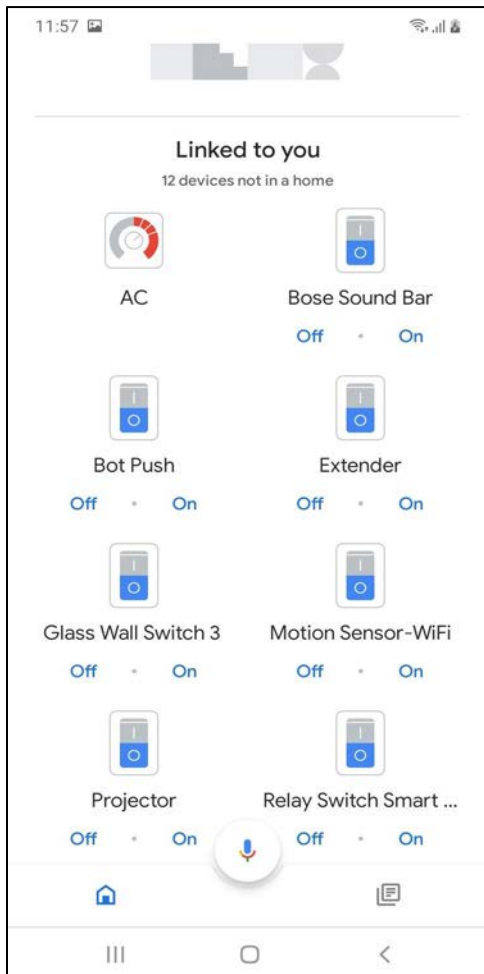 11:57
Linked to you
12 devices not in a home
AC
Bose Sound Bar
Off On
Bot Push
Extender
Off On Off On
Glass Wall Switch 3
Motion Sensor-WiFi
Off On Off On
Projector
Relay Switch Smart ...
Off On Off On